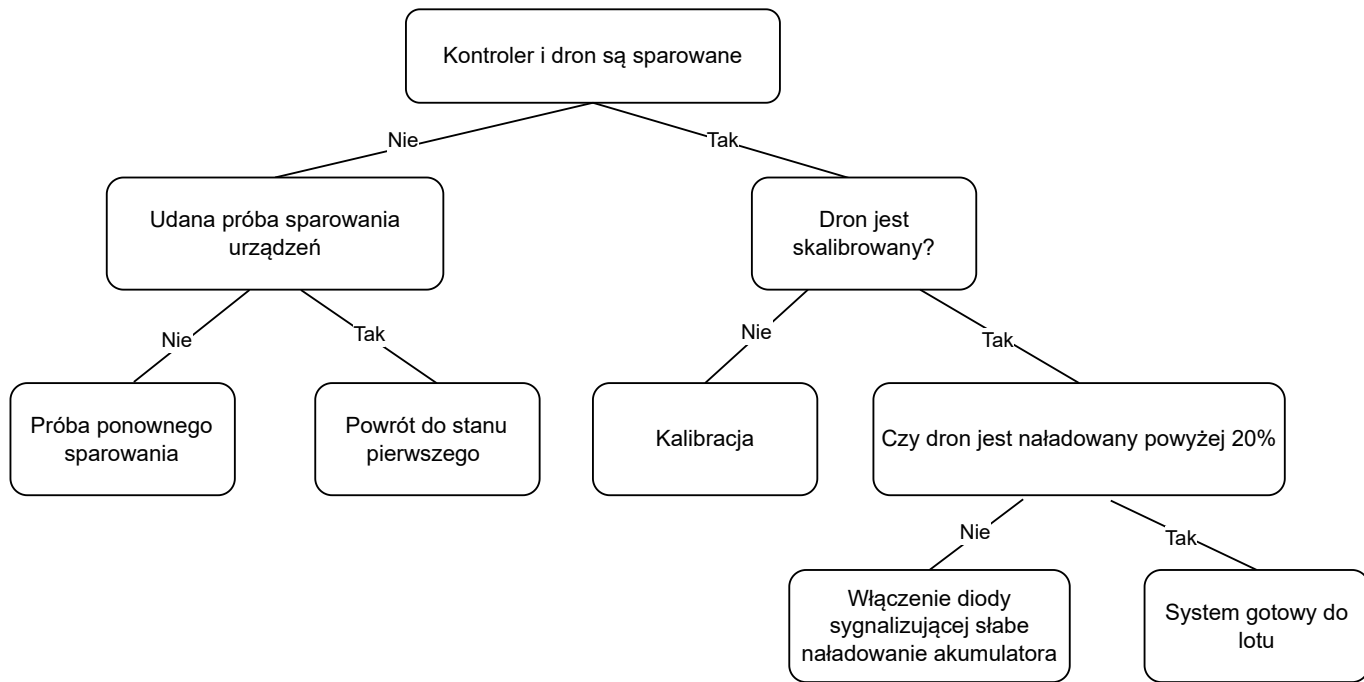 Kontroler i dron są sparowane
Nie
Tak
Udana próba sparowania
urządzeń
Dron jest
skalibrowany?
Nie
Tak
Nie
Tak
Próba ponownego
sparowania
Powrót do stanu
pierwszego
Kalibracja
Czy dron jest naładowany powyżej 20%
Nie
Tak
Włączenie diody
sygnalizującej słabe
naładowanie akumulatora
System gotowy do
lotu